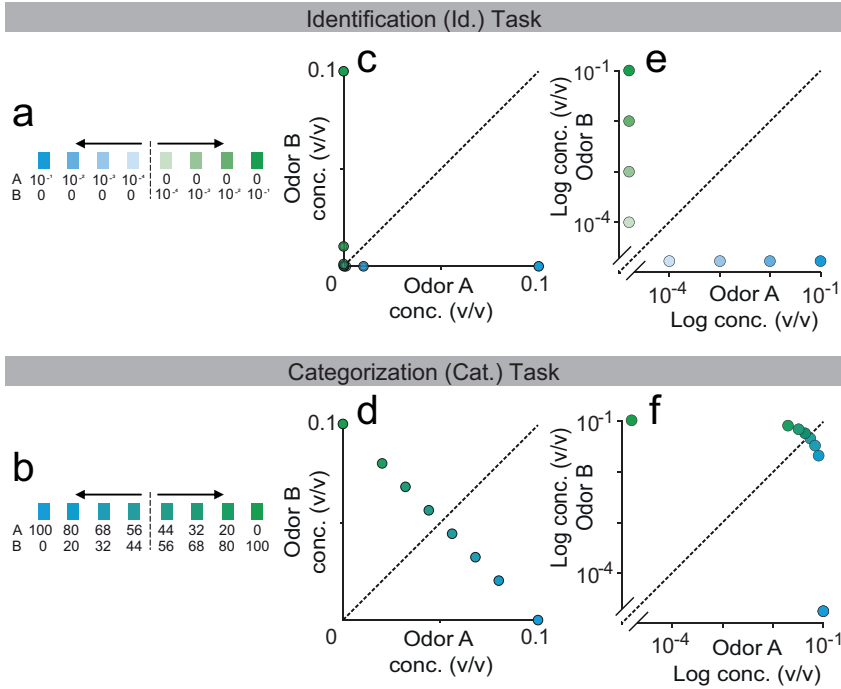 Identification (Id.) Task
a
A 10⁻¹ 10⁻² 10⁻³ 10⁻⁴ 0 0 0 0
B 0 0 0 0 10⁻⁴ 10⁻³ 10⁻² 10⁻¹
c
0.1
Odor B
conc. (v/v)
0
Odor A
0.1
conc. (v/v)
e
10⁻¹
Log conc. (v/v)
Odor B
10⁻⁴
10⁻⁴
Odor A
10⁻¹
Log conc. (v/v)
Categorization (Cat.) Task
b
A 100 80 68 56 44 32 20 0
B 0 20 32 44 56 68 80 100
d
0.1
Odor B
conc. (v/v)
0
Odor A
0.1
conc. (v/v)
f
10⁻¹
Log conc. (v/v)
Odor B
10⁻⁴
10⁻⁴
Odor A
10⁻¹
Log conc. (v/v)